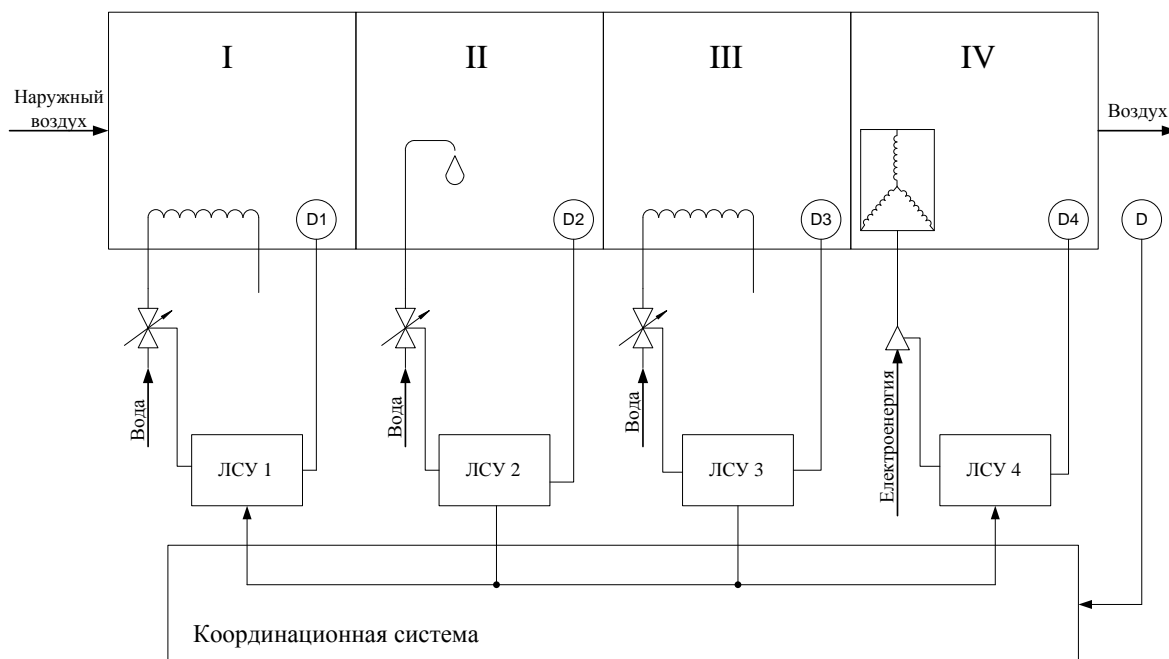 I
II
III
IV
Наружный
воздух
Воздух
D1
D2
D3
D4
D
Вода
Вода
Вода
Електроенергия
ЛСУ 1
ЛСУ 2
ЛСУ 3
ЛСУ 4
Координационная система